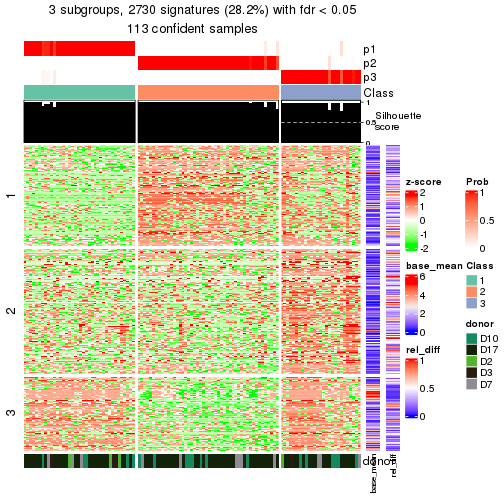 3 subgroups, 2730 signatures (28.2%) with fdr < 0.05
113 confident samples
p1
p2
p3
Class
1
0.5
0
Silhouette
score
1
2
3
donor
base_mean
rel_diff
z-score
2
1
0
-1
-2
Prob
1
0.5
0
base_mean
6
4
2
0
Class
1
2
3
rel_diff
1
0.5
0
donor
D10
D17
D2
D3
D7